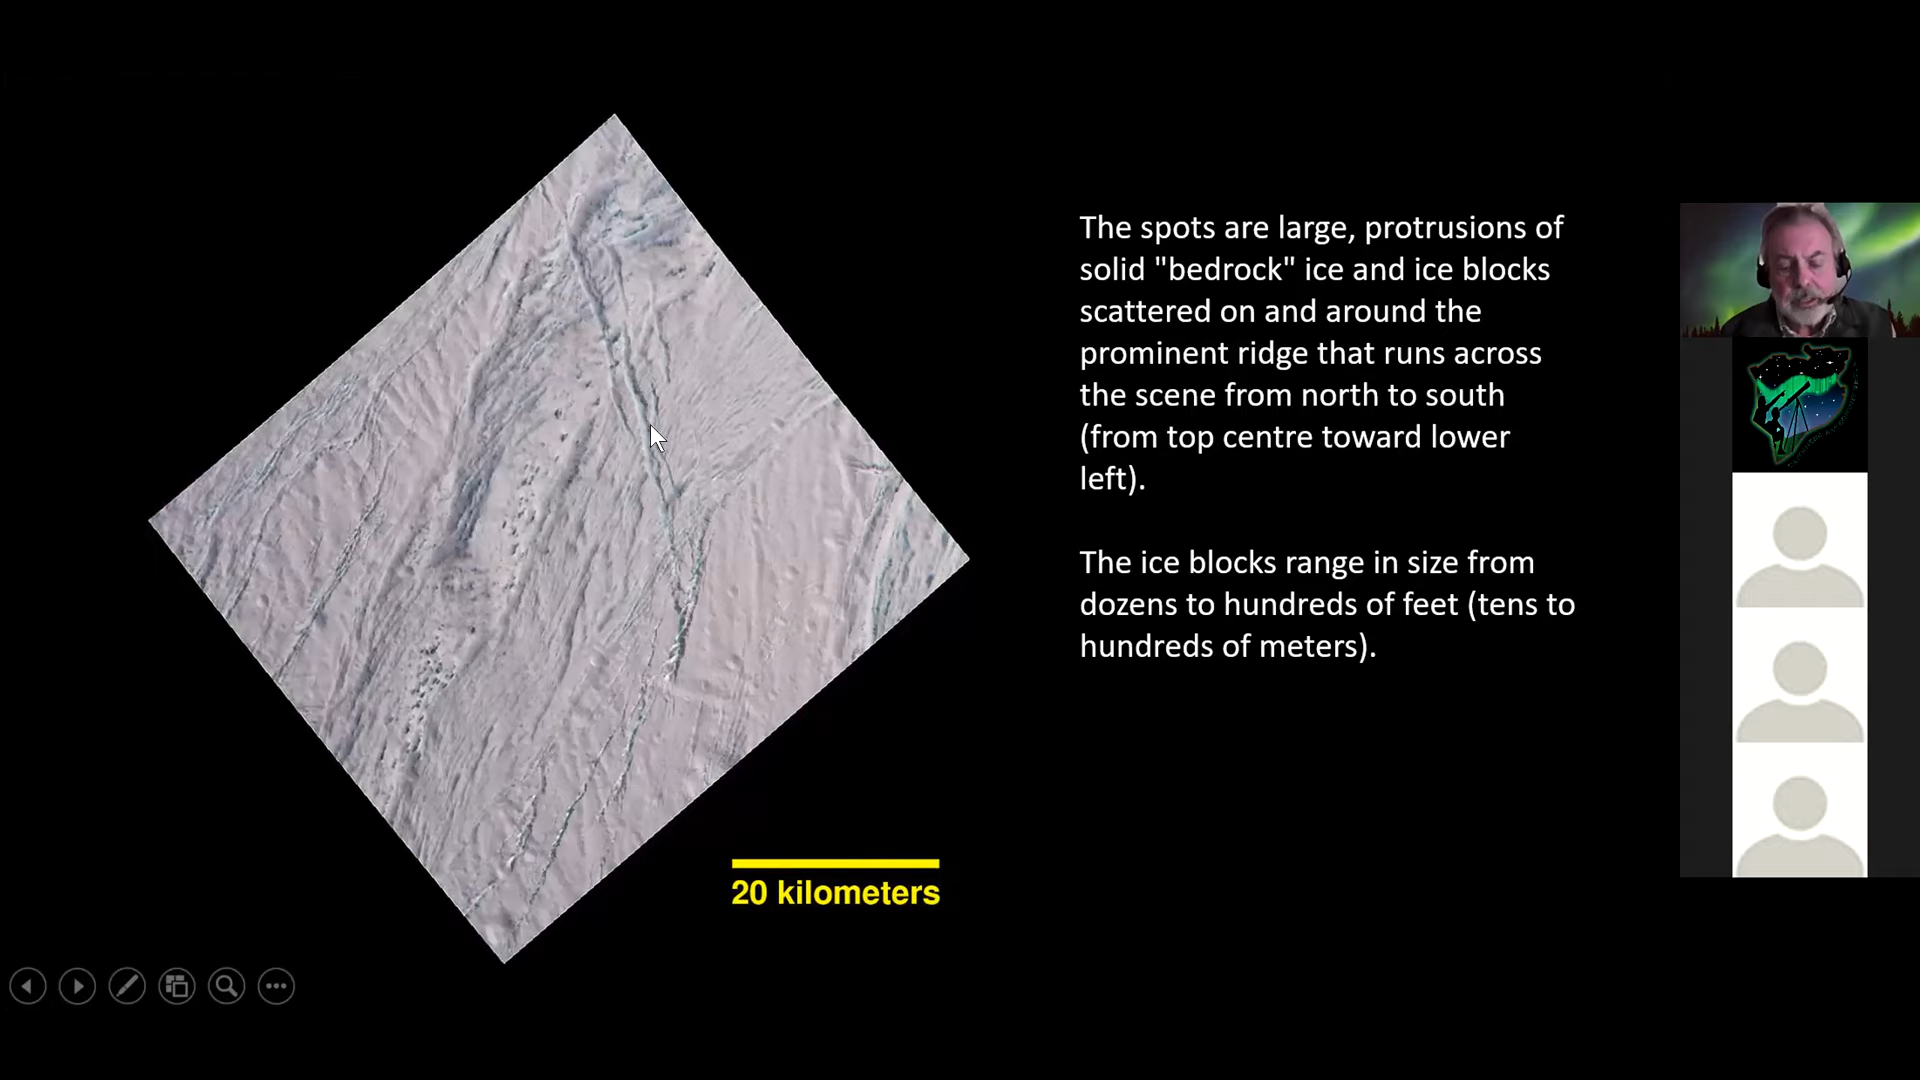 The spots are large, protrusions of
solid "bedrock" ice and ice blocks
scattered on and around the
prominent ridge that runs across
the scene from north to south
(from top centre toward lower
left).
The ice blocks range in size from
dozens to hundreds of feet (tens to
hundreds of meters).
20 kilometers